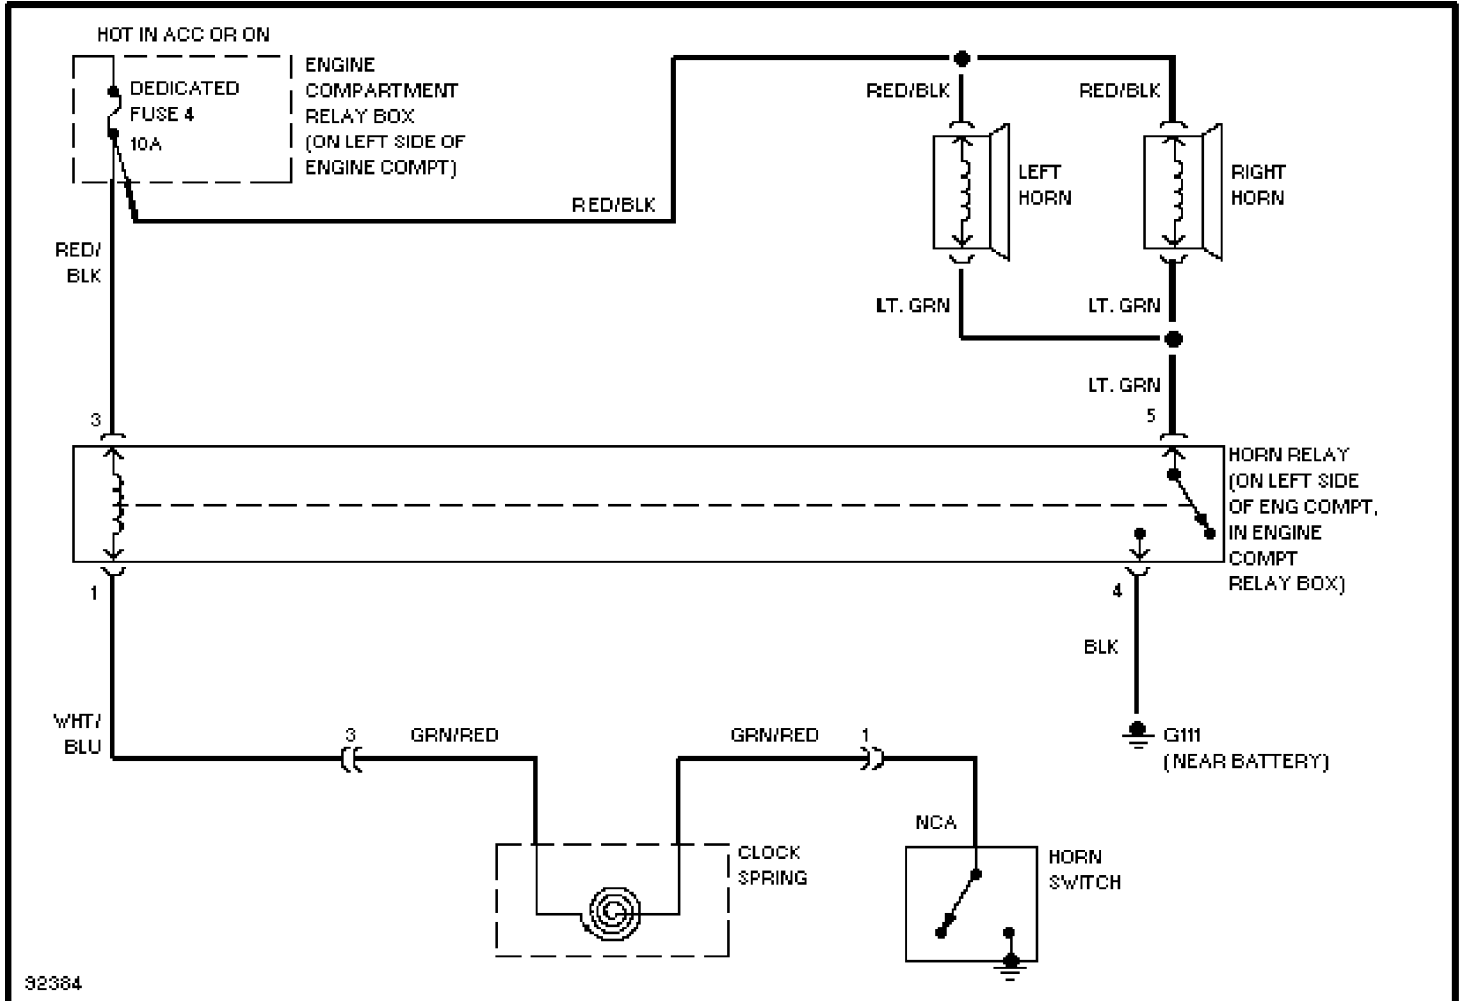 HOT IN ACC OR ON
DEDICATED
FUSE 4
10A
ENGINE
COMPARTMENT
RELAY BOX
(ON LEFT SIDE OF
ENGINE COMPT)
RED/BLK
RED/BLK
RED/BLK
LEFT
HORN
RIGHT
HORN
RED/
BLK
LT. GRN
LT. GRN
LT. GRN
3
5
HORN RELAY
(ON LEFT SIDE
OF ENG COMPT,
IN ENGINE
COMPT
RELAY BOX)
1
4
BLK
WHT/
BLU
3
GRN/RED
GRN/RED
1
G111
(NEAR BATTERY)
NCA
CLOCK
SPRING
HORN
SWITCH
92384